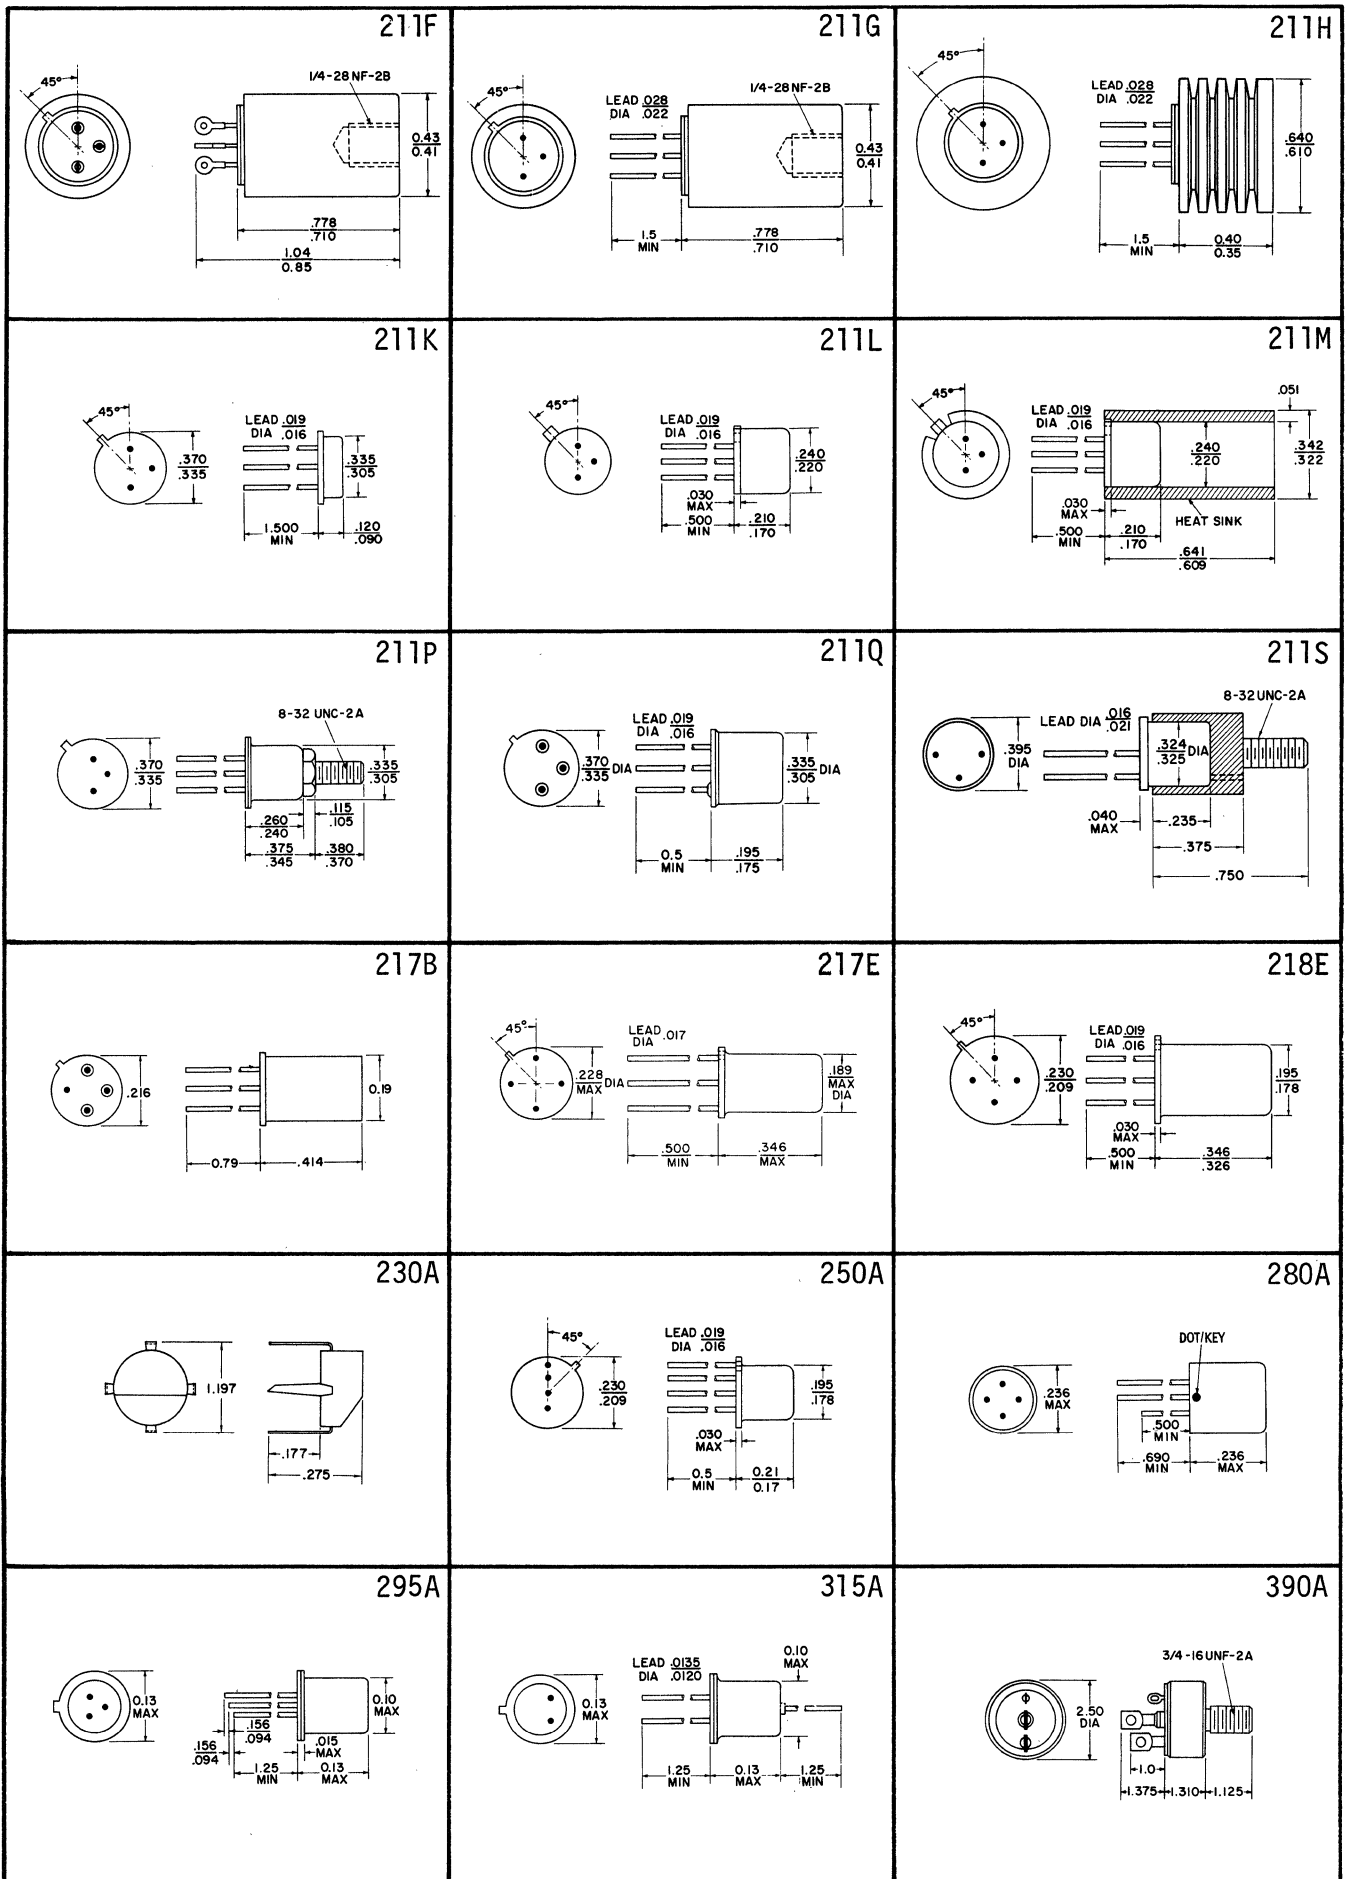 211F
45°
1/4-28 NF-2B
0.43
0.41
.778
.710
1.04
0.85
211G
45°
LEAD .028
DIA .022
1/4-28 NF-2B
0.43
0.41
1.5
MIN
.778
.710
211H
45°
LEAD .028
DIA .022
.640
.610
1.5
MIN
0.40
0.35
211K
45°
.370
.335
LEAD .019
DIA .016
.335
.305
1.500
MIN
.120
.090
211L
45°
LEAD .019
DIA .016
.240
.220
.030
MAX
.500
MIN
.210
.170
211M
45°
LEAD .019
DIA .016
.051
.240
.220
.342
.322
.030
MAX
HEAT SINK
.500
MIN
.210
.170
.641
.609
211P
8-32 UNC-2A
.370
.335
.335
.305
.115
.105
.260
.240
.375
.345
.380
.370
211Q
LEAD .019
DIA .016
.370
.335 DIA
.335
.305 DIA
0.5
MIN
.195
.175
211S
8-32 UNC-2A
LEAD DIA .016
.021
.395
DIA
.324
.325 DIA
.040
MAX
.235
.375
.750
217B
.216
0.19
0.79
.414
217E
45°
LEAD .017
DIA
.228
MAX DIA
.189
MAX
DIA
.500
MIN
.346
MAX
218E
45°
LEAD .019
DIA .016
.230
.209
.195
.178
.030
MAX
.500
MIN
.346
.326
230A
1.197
.177
.275
250A
45°
LEAD .019
DIA .016
.230
.209
.195
.178
.030
MAX
0.5
MIN
0.21
0.17
280A
DOT/KEY
.236
MAX
.500
MIN
.690
MIN
.236
MAX
295A
0.13
MAX
0.10
MAX
.156
.094
.156
.094
.015
MAX
1.25
MIN
0.13
MAX
315A
LEAD .0135
DIA .0120
0.10
MAX
0.13
MAX
1.25
MIN
0.13
MAX
1.25
MIN
390A
3/4-16 UNF-2A
2.50
DIA
1.0
1.375
1.310
1.125